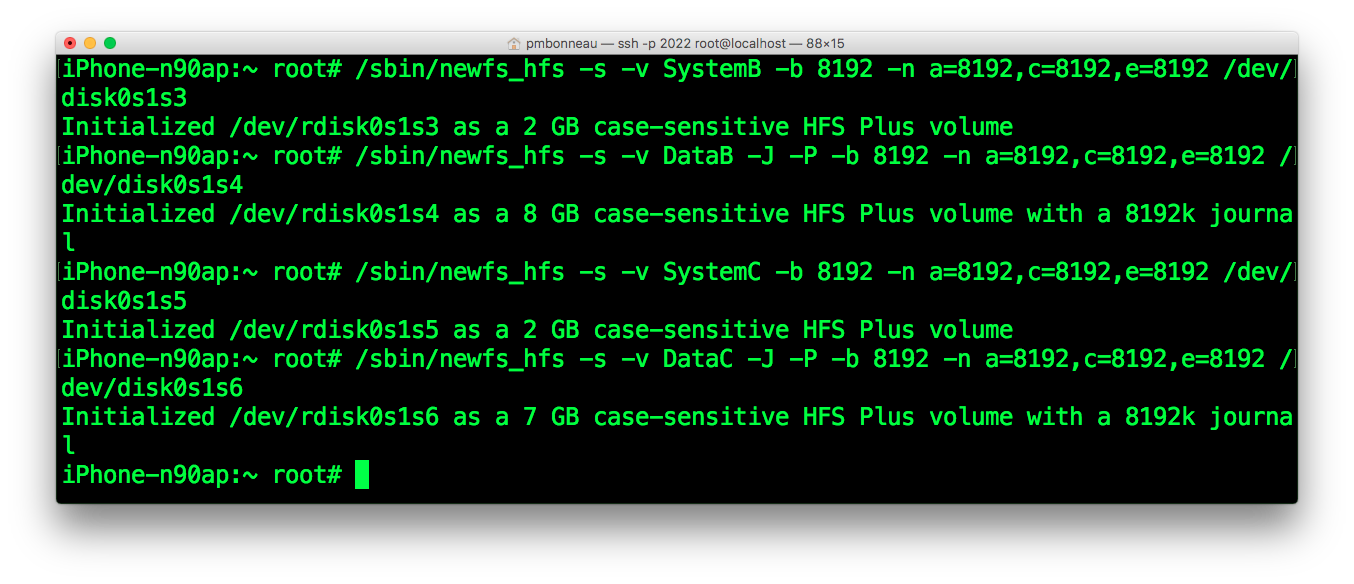 pmbonneau — ssh -p 2022 root@localhost — 88×15
iPhone-n90ap:~ root# /sbin/newfs_hfs -s -v SystemB -b 8192 -n a=8192,c=8192,e=8192 /dev/
disk0s1s3
Initialized /dev/rdisk0s1s3 as a 2 GB case-sensitive HFS Plus volume
iPhone-n90ap:~ root# /sbin/newfs_hfs -s -v DataB -J -P -b 8192 -n a=8192,c=8192,e=8192 /
dev/disk0s1s4
Initialized /dev/rdisk0s1s4 as a 8 GB case-sensitive HFS Plus volume with a 8192k journa
l
iPhone-n90ap:~ root# /sbin/newfs_hfs -s -v SystemC -b 8192 -n a=8192,c=8192,e=8192 /dev/
disk0s1s5
Initialized /dev/rdisk0s1s5 as a 2 GB case-sensitive HFS Plus volume
iPhone-n90ap:~ root# /sbin/newfs_hfs -s -v DataC -J -P -b 8192 -n a=8192,c=8192,e=8192 /
dev/disk0s1s6
Initialized /dev/rdisk0s1s6 as a 7 GB case-sensitive HFS Plus volume with a 8192k journa
l
iPhone-n90ap:~ root#